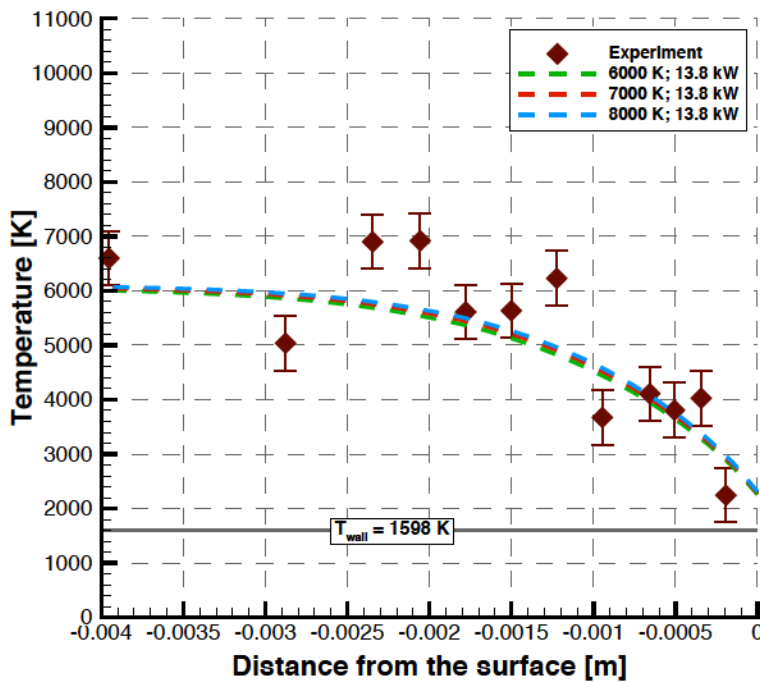 11000
10000
9000
8000
7000
6000
5000
4000
3000
2000
1000
0
Temperature [K]
Experiment
6000 K; 13.8 kW
7000 K; 13.8 kW
8000 K; 13.8 kW
T_wall = 1598 K
-0.004 -0.0035 -0.003 -0.0025 -0.002 -0.0015 -0.001 -0.0005 0
Distance from the surface [m]